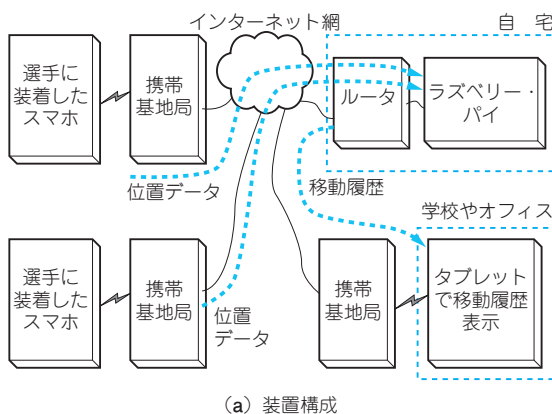 インターネット網
自　宅
選手に
装着した
スマホ
携帯
基地局
ルータ
ラズベリー・
パイ
位置データ
移動履歴
学校やオフィス
選手に
装着した
スマホ
携帯
基地局
位置
データ
携帯
基地局
タブレット
で移動履歴
表示
(a) 装置構成